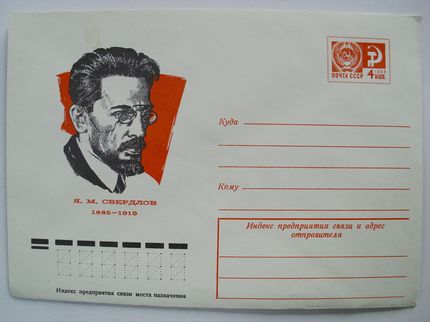 ПОЧТА СССР
1966
4 КОП.
Куда
Кому
Я. М. СВЕРДЛОВ
1885–1919
Индекс предприятия связи и адрес
отправителя
Индекс предприятия связи места назначения